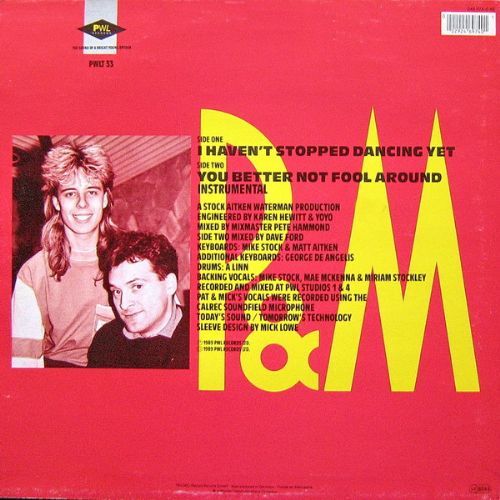 PWL
RECORDS
THE SOUND OF A BRIGHT YOUNG BRITAIN
PWLT 33
P&M
SIDE ONE
I HAVEN'T STOPPED DANCING YET
SIDE TWO
YOU BETTER NOT FOOL AROUND
INSTRUMENTAL
A STOCK AITKEN WATERMAN PRODUCTION
ENGINEERED BY KAREN HEWITT & YOYO
MIXED BY MIXMASTER PETE HAMMOND
SIDE TWO MIXED BY DAVE FORD
KEYBOARDS: MIKE STOCK & MATT AITKEN
ADDITIONAL KEYBOARDS: GEORGE DE ANGELIS
DRUMS: A LINN
BACKING VOCALS: MIKE STOCK, MAE MCKENNA & MIRIAM STOCKLEY
RECORDED AND MIXED AT PWL STUDIOS 1 & 4
PAT & MICK'S VOCALS WERE RECORDED USING THE
CALREC SOUNDFIELD MICROPHONE
TODAY'S SOUND / TOMORROW'S TECHNOLOGY
SLEEVE DESIGN BY MICK LOWE
℗ 1989 PWL RECORDS LTD.
© 1989 PWL RECORDS LTD.